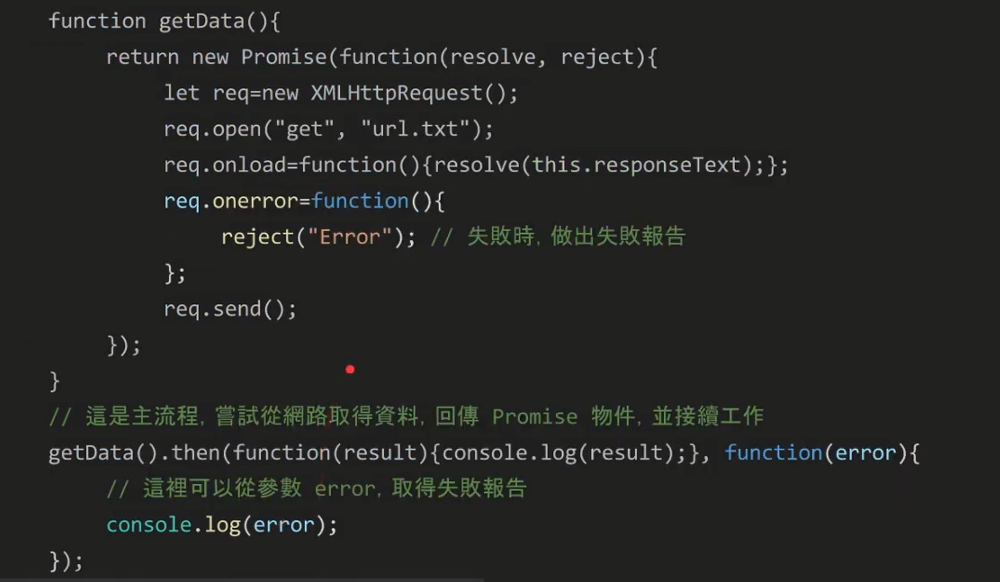 function getData(){
return new Promise(function(resolve, reject){
let req=new XMLHttpRequest();
req.open("get", "url.txt");
req.onload=function(){resolve(this.responseText);};
req.onerror=function(){
reject("Error"); // 失敗時, 做出失敗報告
};
req.send();
});
}
// 這是主流程, 嘗試從網路取得資料, 回傳 Promise 物件, 並接續工作
getData().then(function(result){console.log(result);}, function(error){
// 這裡可以從參數 error, 取得失敗報告
console.log(error);
});